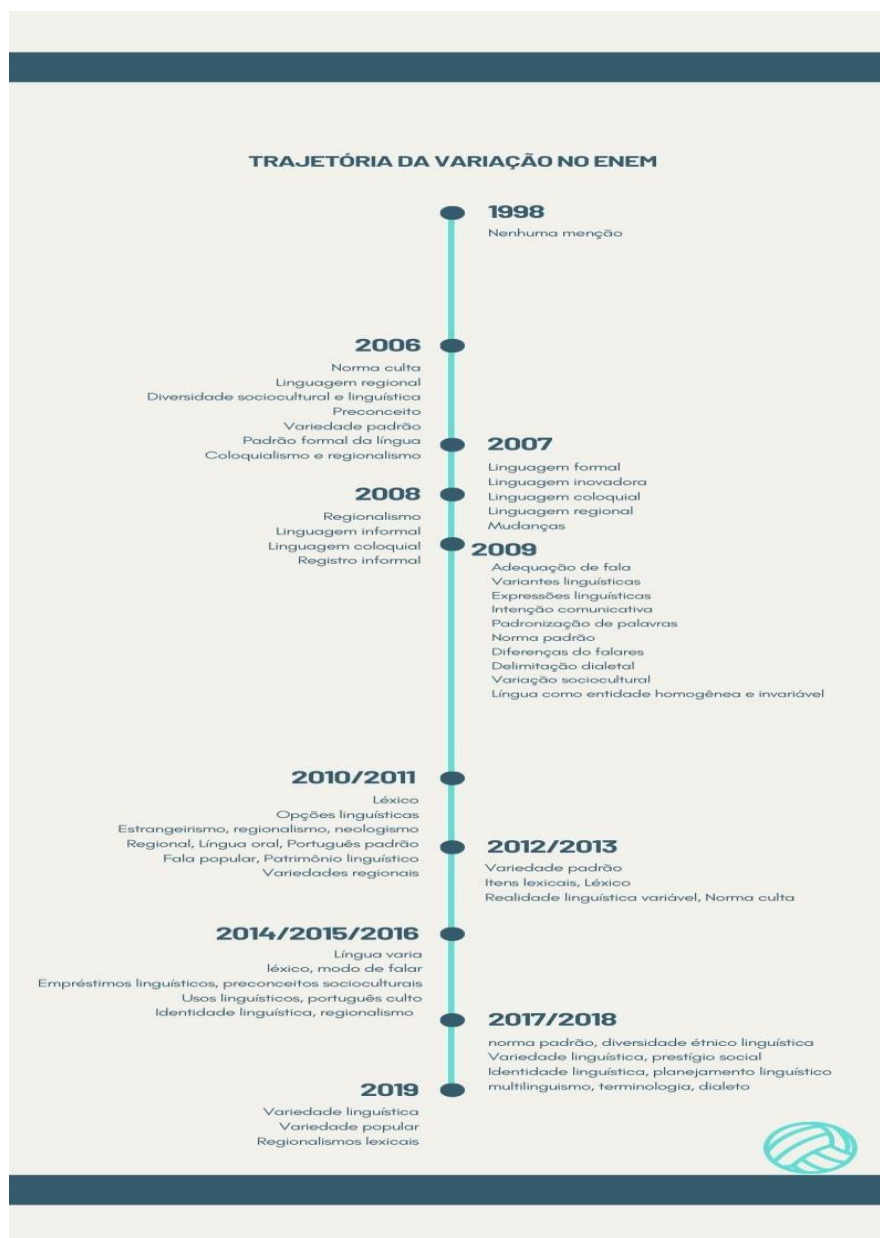 TRAJETÓRIA DA VARIAÇÃO NO ENEM
1998
Nenhuma menção
2006
Norma culta
Linguagem regional
Diversidade sociocultural e linguística
Preconceito
Variedade padrão
Padrão formal da língua
Coloquialismo e regionalismo
2007
Linguagem formal
Linguagem inovadora
Linguagem coloquial
Linguagem regional
Mudanças
2008
Regionalismo
Linguagem informal
Linguagem coloquial
Registro informal
2009
Adequação de fala
Variantes linguísticas
Expressões linguísticas
Intenção comunicativa
Padronização de palavras
Norma padrão
Diferenças do falares
Delimitação dialetal
Variação sociocultural
Língua como entidade homogênea e invariável
2010/2011
Léxico
Opções linguísticas
Estrangeirismo, regionalismo, neologismo
Regional, Língua oral, Português padrão
Fala popular, Patrimônio linguístico
Variedades regionais
2012/2013
Variedade padrão
Itens lexicais, Léxico
Realidade linguística variável, Norma culta
2014/2015/2016
Língua varia
léxico, modo de falar
Empréstimos linguísticos, preconceitos socioculturais
Usos linguísticos, português culto
Identidade linguística, regionalismo
2017/2018
norma padrão, diversidade étnico linguística
Variedade linguística, prestígio social
Identidade linguística, planejamento linguístico
multilinguismo, terminologia, dialeto
2019
Variedade linguística
Variedade popular
Regionalismos lexicais